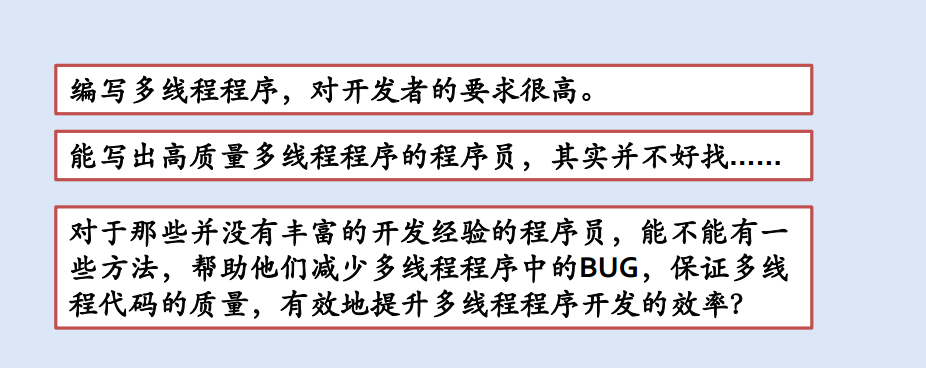 编写多线程程序，对开发者的要求很高。
能写出高质量多线程程序的程序员，其实并不好找……
对于那些并没有丰富的开发经验的程序员，能不能有一
些方法，帮助他们减少多线程程序中的BUG，保证多线
程代码的质量，有效地提升多线程程序开发的效率？